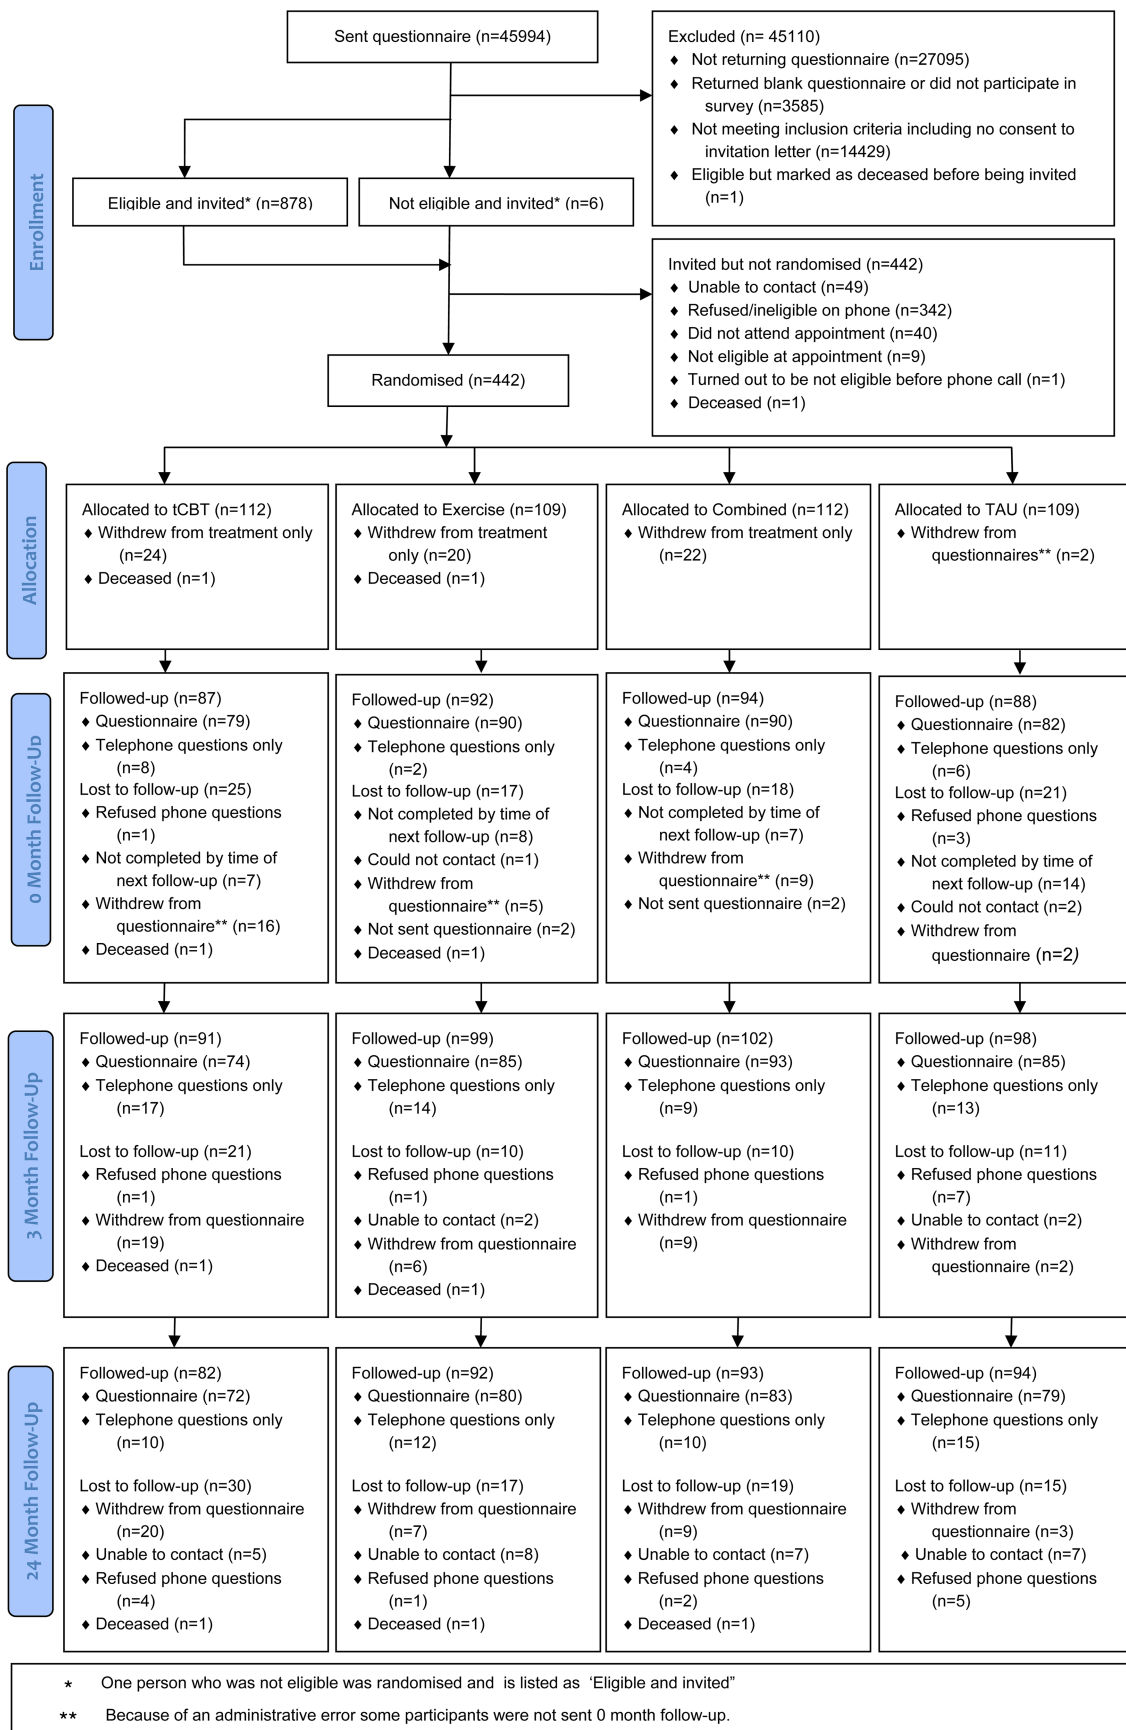 Sent questionnaire (n=45994)
Excluded (n= 45110)
♦ Not returning questionnaire (n=27095)
♦ Returned blank questionnaire or did not participate in
survey (n=3585)
♦ Not meeting inclusion criteria including no consent to
invitation letter (n=14429)
♦ Eligible but marked as deceased before being invited
(n=1)
Enrollment
Eligible and invited* (n=878)
Not eligible and invited* (n=6)
Invited but not randomised (n=442)
♦ Unable to contact (n=49)
♦ Refused/ineligible on phone (n=342)
♦ Did not attend appointment (n=40)
♦ Not eligible at appointment (n=9)
♦ Turned out to be not eligible before phone call (n=1)
♦ Deceased (n=1)
Randomised (n=442)
Allocation
Allocated to tCBT (n=112)
♦ Withdrew from treatment only
(n=24)
♦ Deceased (n=1)
Allocated to Exercise (n=109)
♦ Withdrew from treatment
only (n=20)
♦ Deceased (n=1)
Allocated to Combined (n=112)
♦ Withdrew from treatment only
(n=22)
Allocated to TAU (n=109)
♦ Withdrew from
questionnaires** (n=2)
0 Month Follow-Up
Followed-up (n=87)
♦ Questionnaire (n=79)
♦ Telephone questions only
(n=8)
Lost to follow-up (n=25)
♦ Refused phone questions
(n=1)
♦ Not completed by time of
next follow-up (n=7)
♦ Withdrew from
questionnaire** (n=16)
♦ Deceased (n=1)
Followed-up (n=92)
♦ Questionnaire (n=90)
♦ Telephone questions only
(n=2)
Lost to follow-up (n=17)
♦ Not completed by time of
next follow-up (n=8)
♦ Could not contact (n=1)
♦ Withdrew from
questionnaire** (n=5)
♦ Not sent questionnaire (n=2)
♦ Deceased (n=1)
Followed-up (n=94)
♦ Questionnaire (n=90)
♦ Telephone questions only
(n=4)
Lost to follow-up (n=18)
♦ Not completed by time of
next follow-up (n=7)
♦ Withdrew from
questionnaire** (n=9)
♦ Not sent questionnaire (n=2)
Followed-up (n=88)
♦ Questionnaire (n=82)
♦ Telephone questions only
(n=6)
Lost to follow-up (n=21)
♦ Refused phone questions
(n=3)
♦ Not completed by time of
next follow-up (n=14)
♦ Could not contact (n=2)
♦ Withdrew from
questionnaire (n=2)
3 Month Follow-Up
Followed-up (n=91)
♦ Questionnaire (n=74)
♦ Telephone questions only
(n=17)
Lost to follow-up (n=21)
♦ Refused phone questions
(n=1)
♦ Withdrew from questionnaire
(n=19)
♦ Deceased (n=1)
Followed-up (n=99)
♦ Questionnaire (n=85)
♦ Telephone questions only
(n=14)
Lost to follow-up (n=10)
♦ Refused phone questions
(n=1)
♦ Unable to contact (n=2)
♦ Withdrew from questionnaire
(n=6)
♦ Deceased (n=1)
Followed-up (n=102)
♦ Questionnaire (n=93)
♦ Telephone questions only
(n=9)
Lost to follow-up (n=10)
♦ Refused phone questions
(n=1)
♦ Withdrew from questionnaire
(n=9)
Followed-up (n=98)
♦ Questionnaire (n=85)
♦ Telephone questions only
(n=13)
Lost to follow-up (n=11)
♦ Refused phone questions
(n=7)
♦ Unable to contact (n=2)
♦ Withdrew from
questionnaire (n=2)
24 Month Follow-Up
Followed-up (n=82)
♦ Questionnaire (n=72)
♦ Telephone questions only
(n=10)
Lost to follow-up (n=30)
♦ Withdrew from questionnaire
(n=20)
♦ Unable to contact (n=5)
♦ Refused phone questions
(n=4)
♦ Deceased (n=1)
Followed-up (n=92)
♦ Questionnaire (n=80)
♦ Telephone questions only
(n=12)
Lost to follow-up (n=17)
♦ Withdrew from questionnaire
(n=7)
♦ Unable to contact (n=8)
♦ Refused phone questions
(n=1)
♦ Deceased (n=1)
Followed-up (n=93)
♦ Questionnaire (n=83)
♦ Telephone questions only
(n=10)
Lost to follow-up (n=19)
♦ Withdrew from questionnaire
(n=9)
♦ Unable to contact (n=7)
♦ Refused phone questions
(n=2)
♦ Deceased (n=1)
Followed-up (n=94)
♦ Questionnaire (n=79)
♦ Telephone questions only
(n=15)
Lost to follow-up (n=15)
♦ Withdrew from
questionnaire (n=3)
♦ Unable to contact (n=7)
♦ Refused phone questions
(n=5)
* One person who was not eligible was randomised and is listed as ‘Eligible and invited”
** Because of an administrative error some participants were not sent 0 month follow-up.